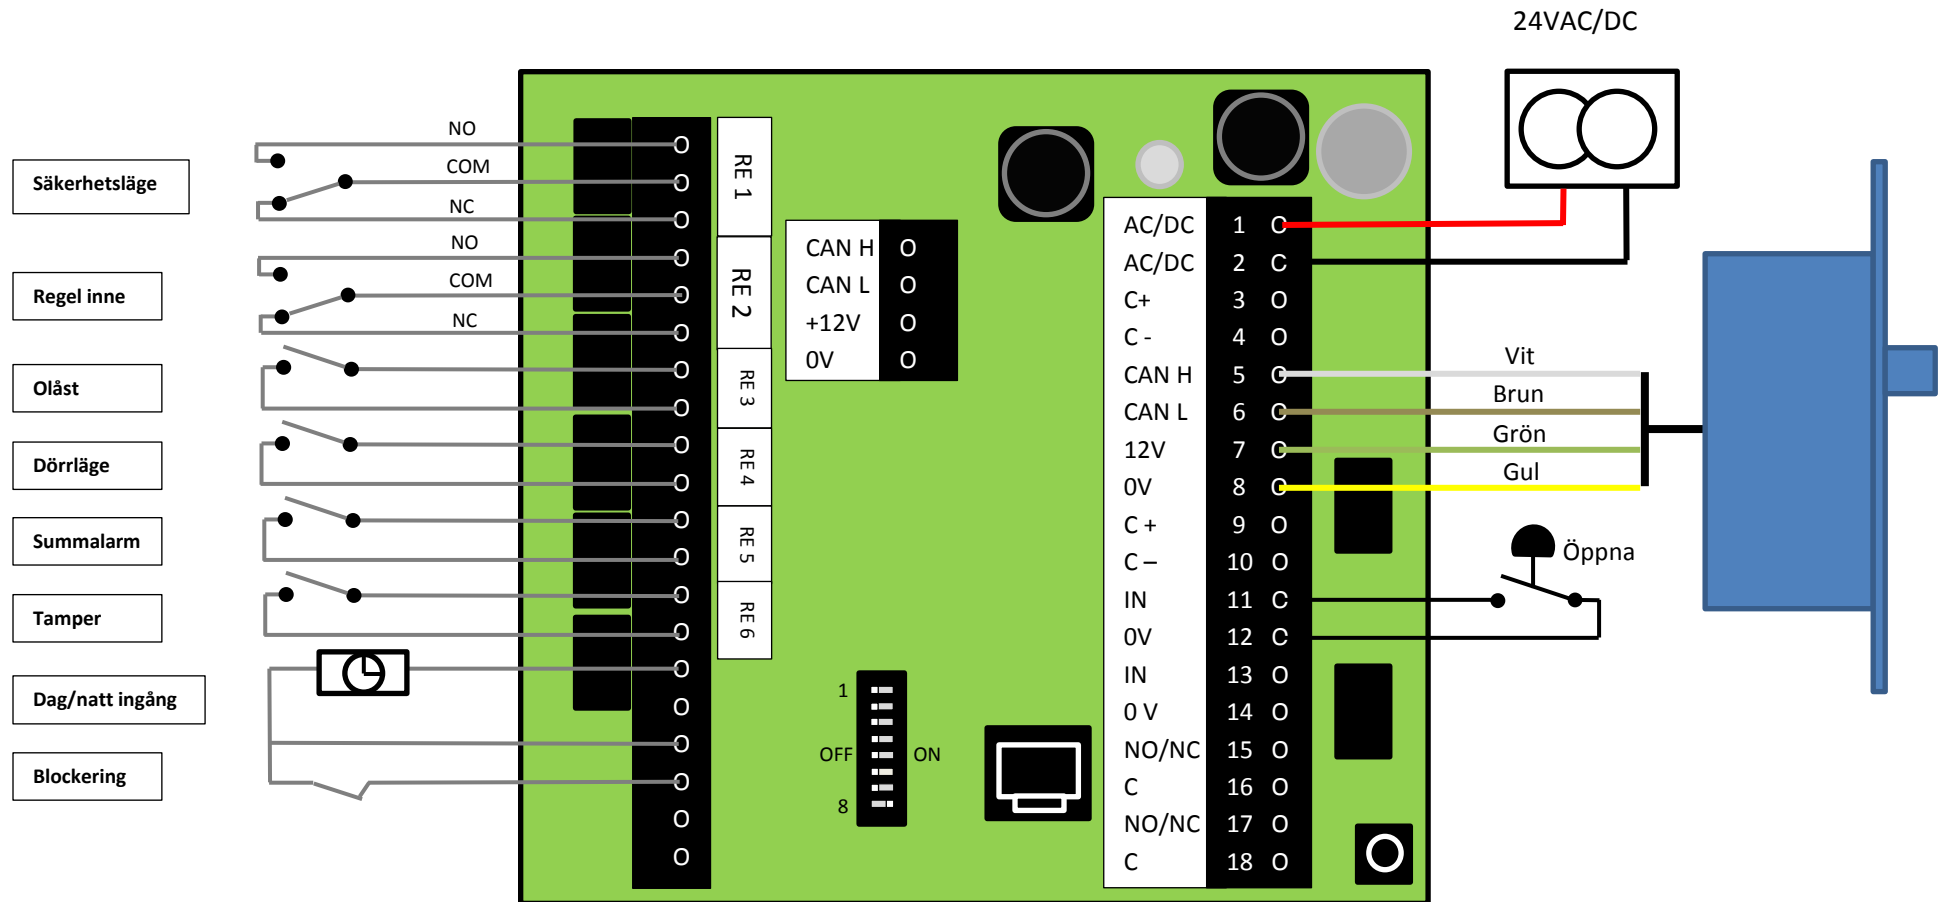 24VAC/DC
Säkerhetsläge
Regel inne
Olåst
Dörrläge
Summalarm
Tamper
Dag/natt ingång
Blockering
NO
COM
NC
NO
COM
NC
RE 1
RE 2
RE 3
RE 4
RE 5
RE 6
CAN H O
CAN L O
+12V O
0V O
1
OFF ON
8
AC/DC 1 O
AC/DC 2 C
C+ 3 O
C - 4 O
CAN H 5 O
CAN L 6 O
12V 7 O
0V 8 O
C + 9 O
C – 10 O
IN 11 C
0V 12 C
IN 13 O
0 V 14 O
NO/NC 15 O
C 16 O
NO/NC 17 O
C 18 O
Vit
Brun
Grön
Gul
Öppna